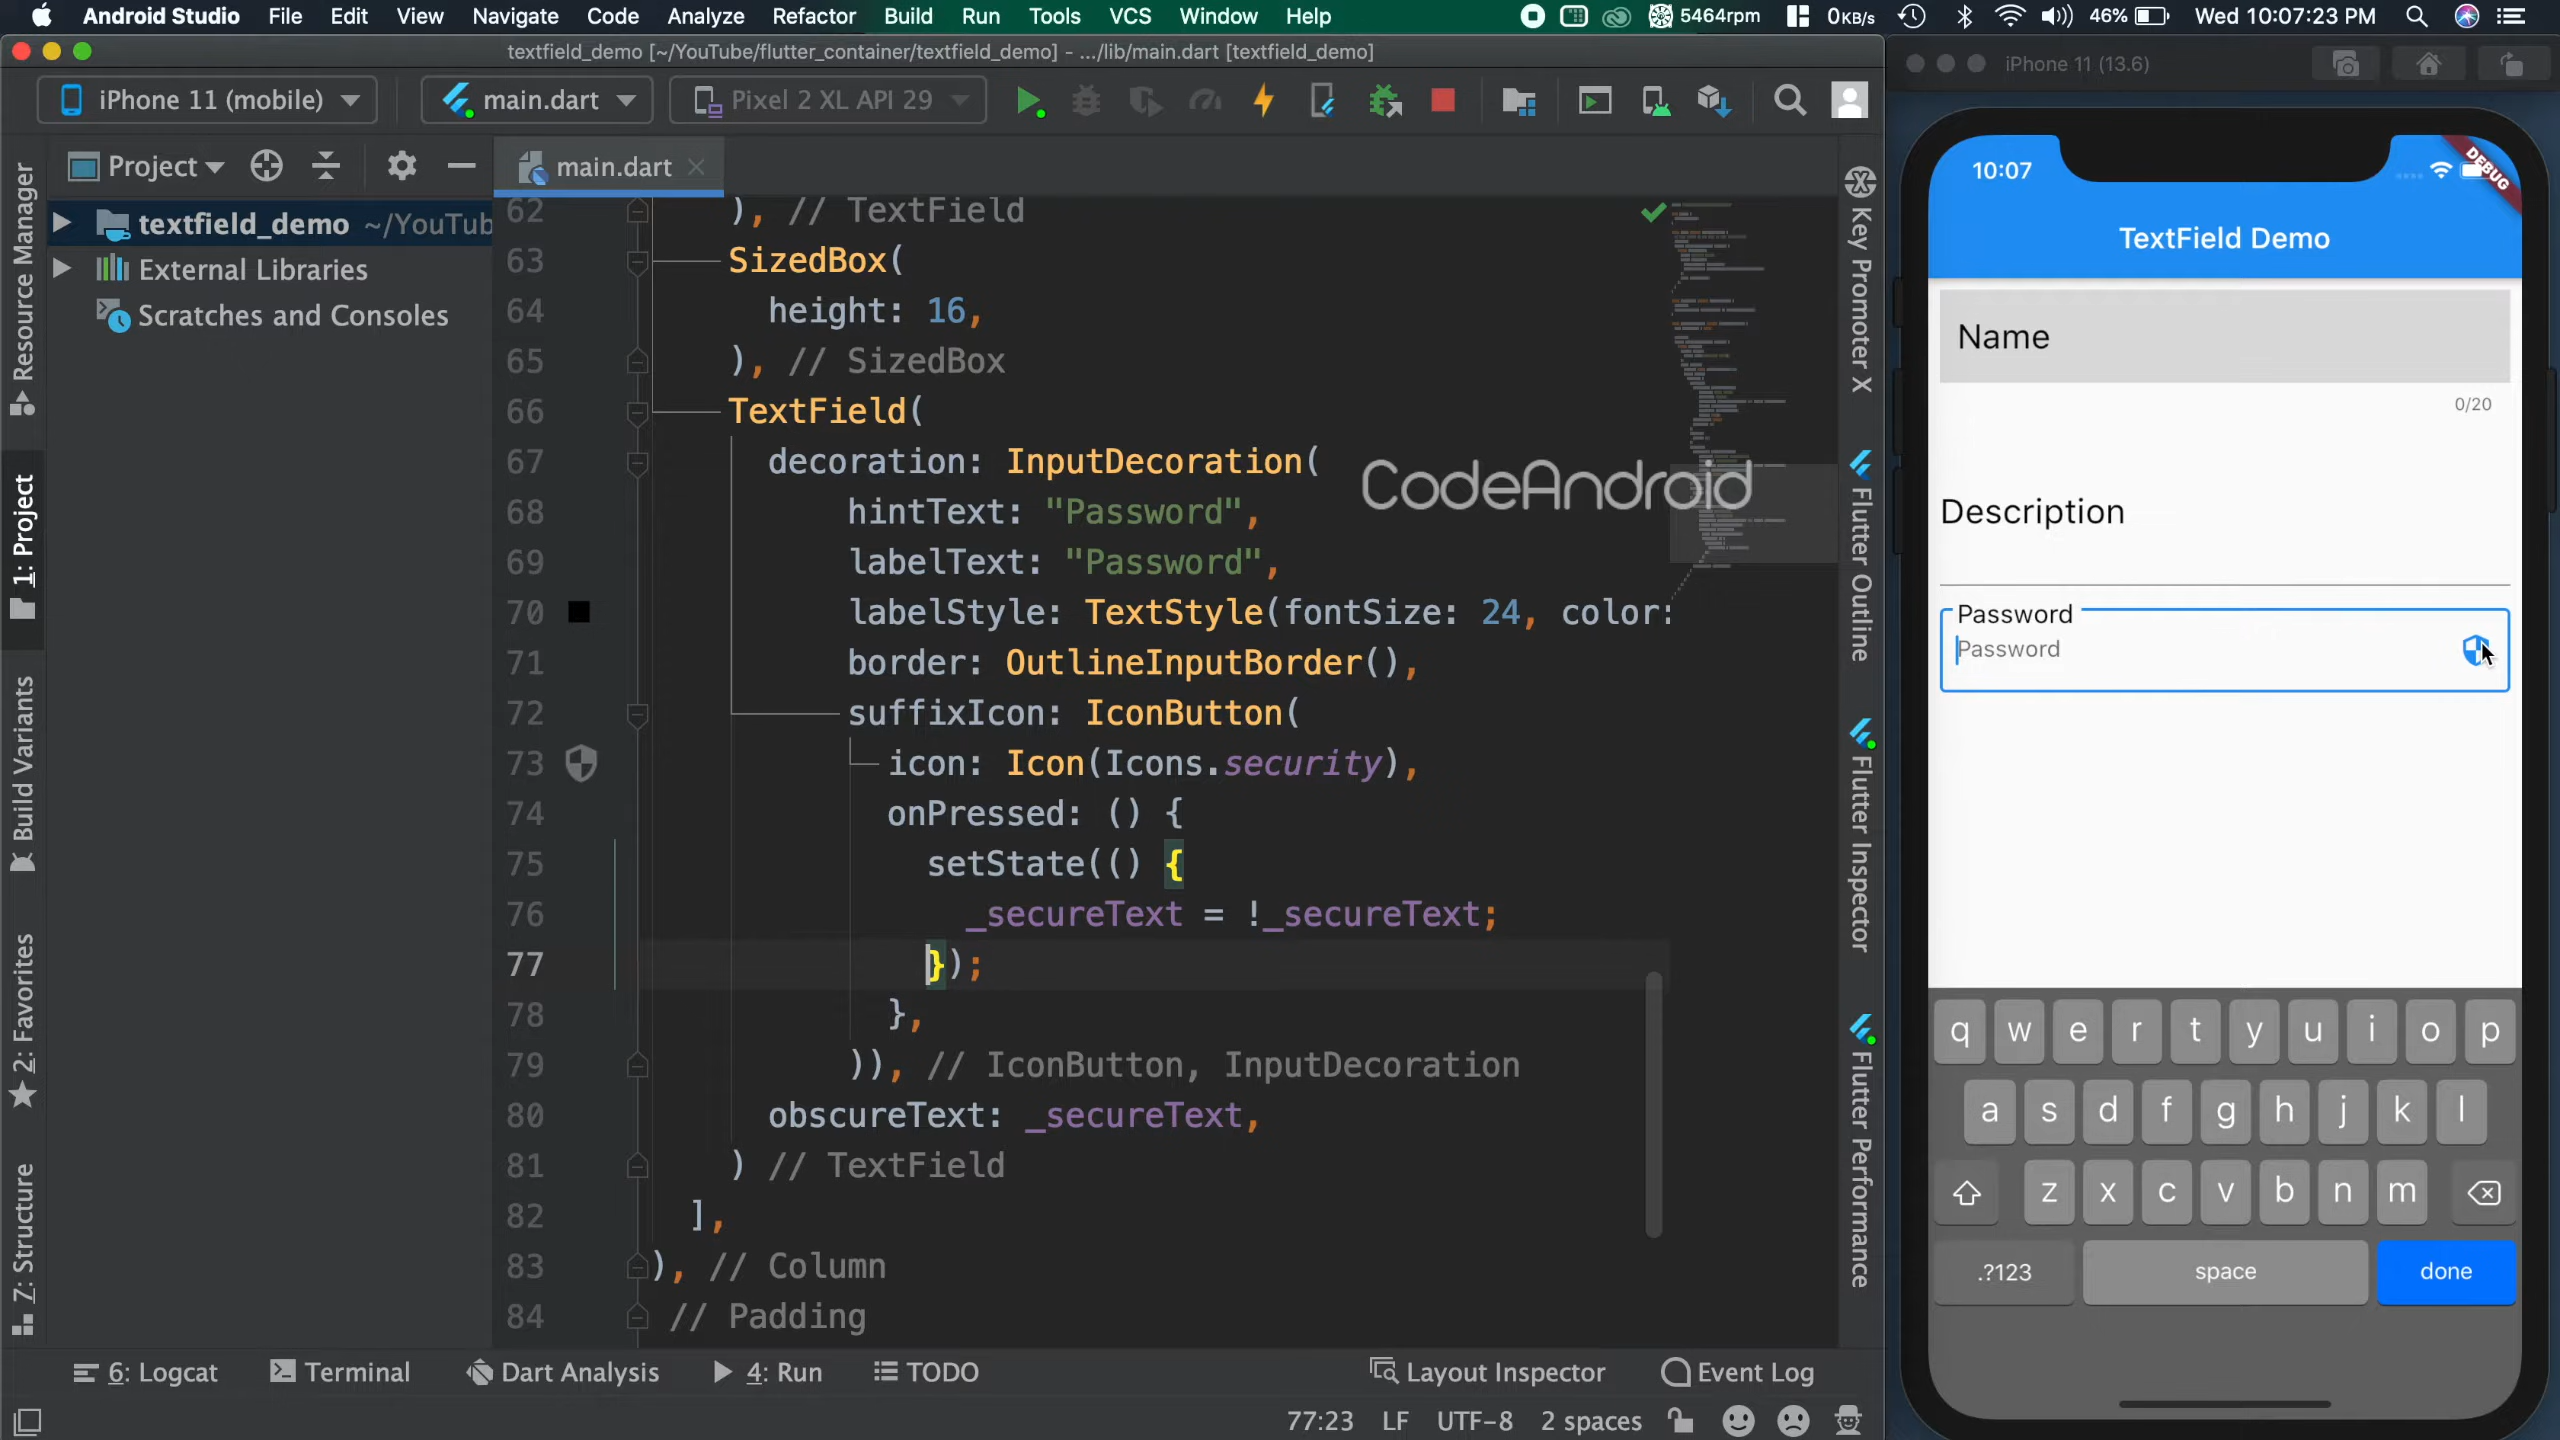 Android Studio File Edit View Navigate Code Analyze Refactor Build Run Tools VCS Window Help 5464rpm 0KB/s 46% Wed 10:07:23 PM
textfield_demo [~/YouTube/flutter_container/textfield_demo] - .../lib/main.dart [textfield_demo]
iPhone 11 (13.6)
iPhone 11 (mobile) main.dart Pixel 2 XL API 29
Project main.dart
textfield_demo ~/YouTub
External Libraries
Scratches and Consoles
Resource Manager
1: Project
Build Variants
2: Favorites
7: Structure
62 ), // TextField
63 SizedBox(
64 height: 16,
65 ), // SizedBox
66 TextField(
67 decoration: InputDecoration(
68 hintText: "Password",
69 labelText: "Password",
70 labelStyle: TextStyle(fontSize: 24, color:
71 border: OutlineInputBorder(),
72 suffixIcon: IconButton(
73 icon: Icon(Icons.security),
74 onPressed: () {
75 setState(() {
76 _secureText = !_secureText;
77 });
78 },
79 )), // IconButton, InputDecoration
80 obscureText: _secureText,
81 ) // TextField
82 ],
83 ), // Column
84 // Padding
CodeAndroid
Key Promoter X
Flutter Outline
Flutter Inspector
Flutter Performance
10:07
DEBUG
TextField Demo
Name
0/20
Description
Password
Password
q w e r t y u i o p
a s d f g h j k l
z x c v b n m
.?123 space done
6: Logcat Terminal Dart Analysis 4: Run TODO Layout Inspector Event Log
77:23 LF UTF-8 2 spaces